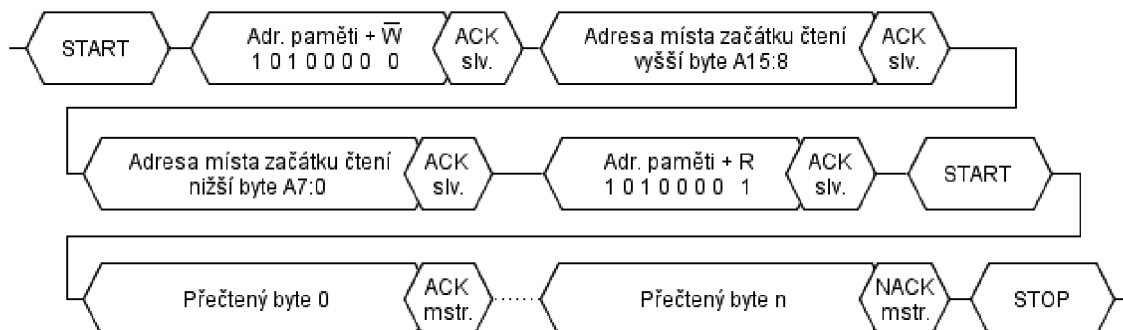 START
Adr. paměti + W̅
1 0 1 0 0 0 0 0
ACK
slv.
Adresa místa začátku čtení
vyšší byte A15:8
ACK
slv.
Adresa místa začátku čtení
nižší byte A7:0
ACK
slv.
Adr. paměti + R
1 0 1 0 0 0 0 1
ACK
slv.
START
Přečtený byte 0
ACK
mstr.
Přečtený byte n
NACK
mstr.
STOP